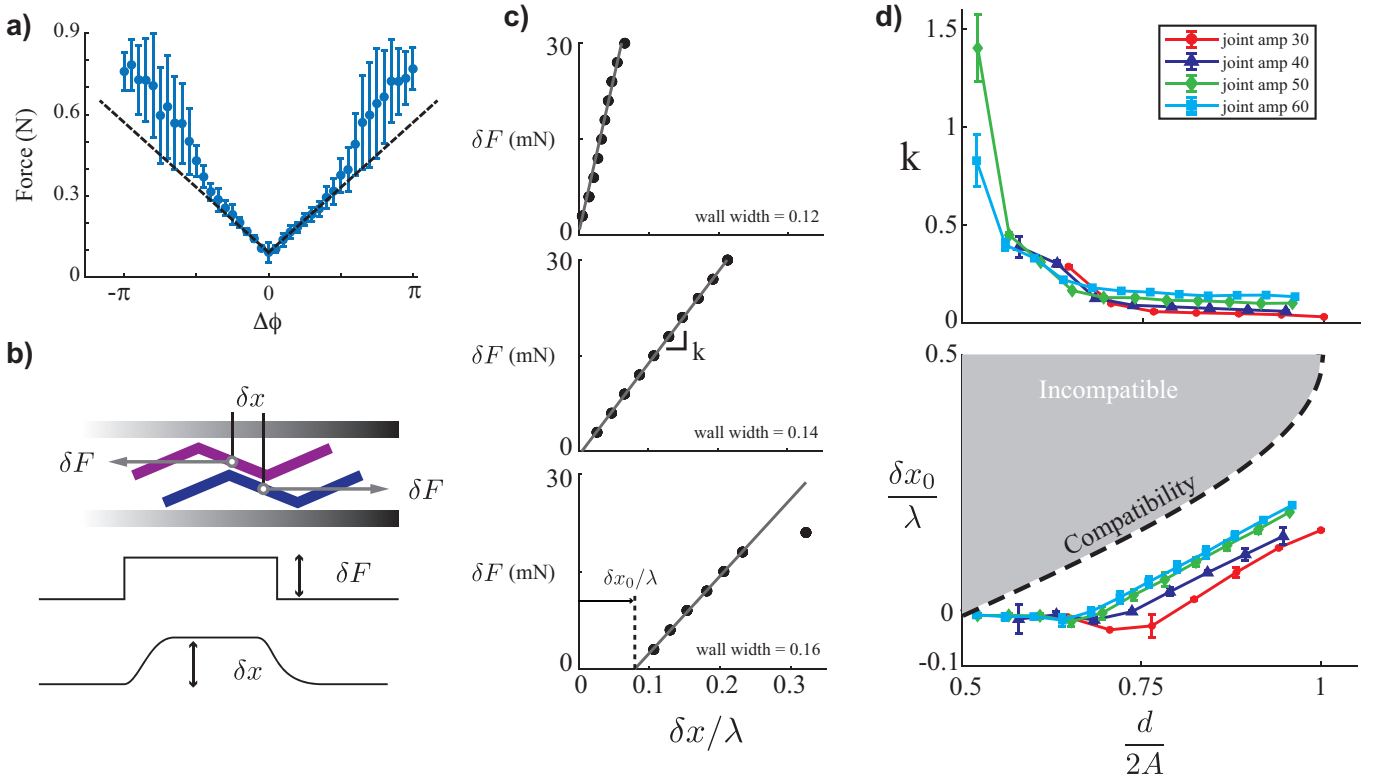 a)
0.9
0.6
0.3
0
Force (N)
-π
0
π
Δϕ
b)
δx
δF
δF
δF
δx
c)
30
δF (mN)
wall width = 0.12
0
30
δF (mN)
k
wall width = 0.14
0
30
δF (mN)
δx₀/λ
wall width = 0.16
0
0
0.1
0.2
0.3
δx/λ
d)
1.5
1
k
0.5
0
joint amp 30
joint amp 40
joint amp 50
joint amp 60
0.5
Incompatible
Compatibility
δx₀
λ
0
-0.1
0.5
0.75
1
d
2A